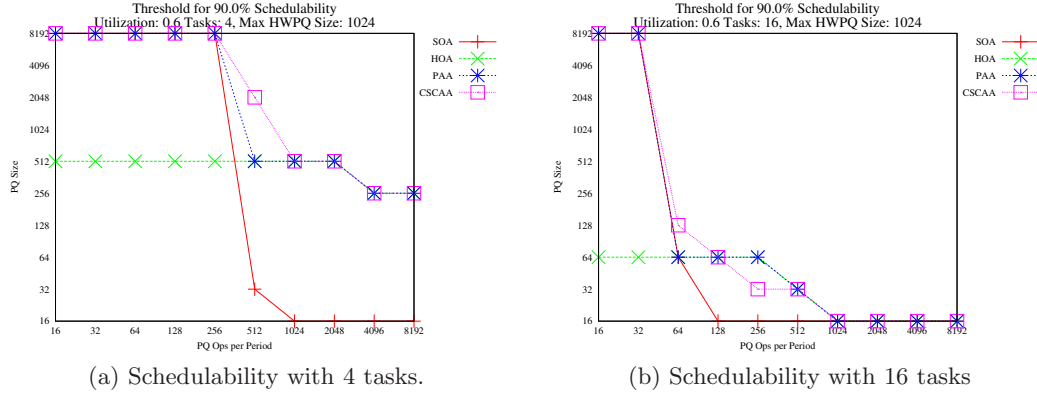 Threshold for 90.0% Schedulability
Utilization: 0.6 Tasks: 4, Max HWPQ Size: 1024
8192
4096
2048
1024
512
256
128
64
32
16
PQ Size
16 32 64 128 256 512 1024 2048 4096 8192
PQ Ops per Period
SOA
HOA
PAA
CSCAA
(a) Schedulability with 4 tasks.
Threshold for 90.0% Schedulability
Utilization: 0.6 Tasks: 16, Max HWPQ Size: 1024
8192
4096
2048
1024
512
256
128
64
32
16
PQ Size
16 32 64 128 256 512 1024 2048 4096 8192
PQ Ops per Period
SOA
HOA
PAA
CSCAA
(b) Schedulability with 16 tasks